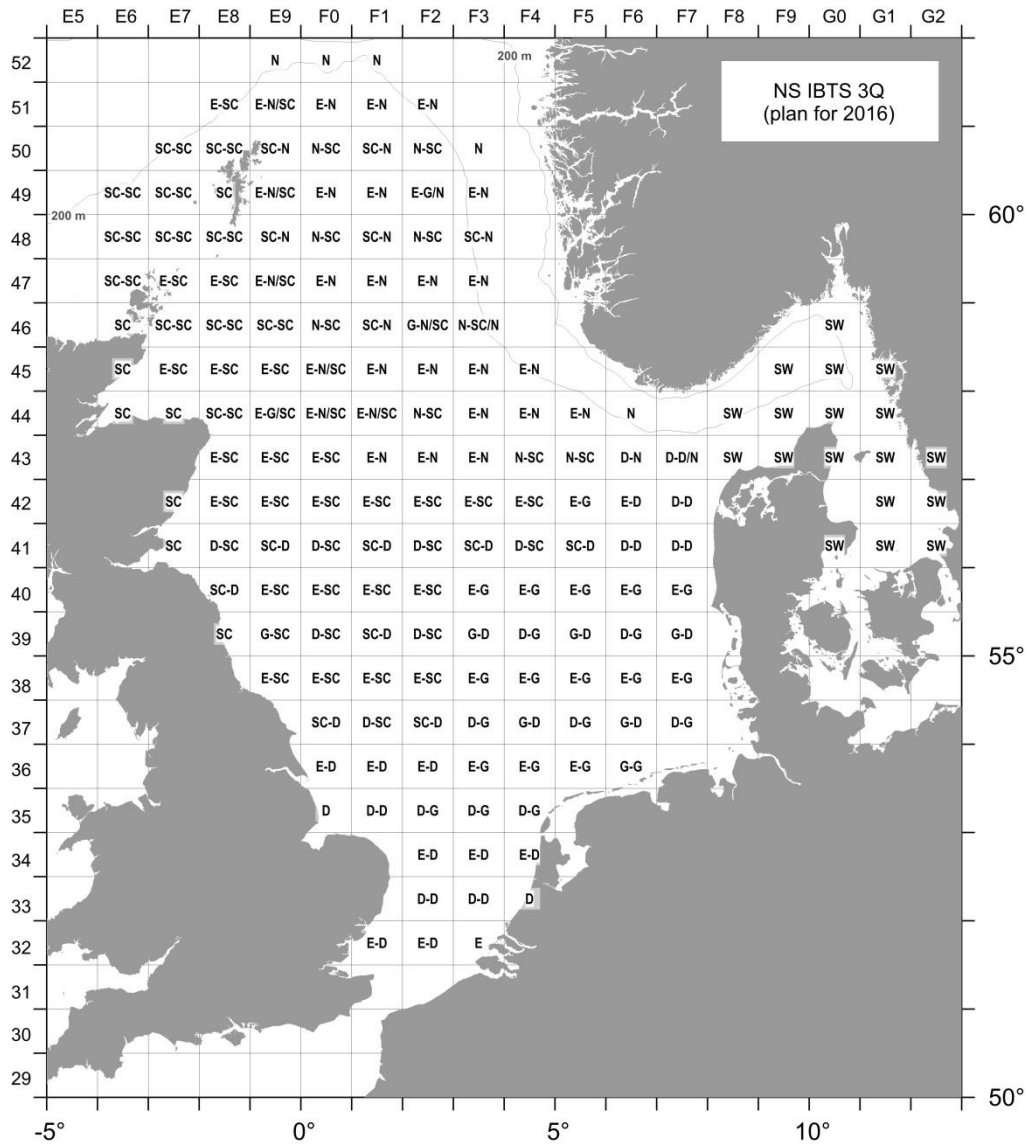 E5 E6 E7 E8 E9 F0 F1 F2 F3 F4 F5 F6 F7 F8 F9 G0 G1 G2
NS IBTS 3Q
(plan for 2016)
200 m
52 N N N
51 E-SC E-N/SC E-N E-N E-N
50 SC-SC SC-SC SC-N N-SC SC-N N-SC N
49 SC-SC SC-SC SC E-N/SC E-N E-N E-G/N E-N
200 m
60°
48 SC-SC SC-SC SC-SC SC-N N-SC SC-N N-SC SC-N
47 SC-SC E-SC E-SC E-N/SC E-N E-N E-N E-N
46 SC SC-SC SC-SC SC-SC N-SC SC-N G-N/SC N-SC/N SW
45 SC E-SC E-SC E-SC E-N/SC E-N E-N E-N E-N SW SW SW
44 SC SC SC-SC E-G/SC E-N/SC E-N/SC N-SC E-N E-N E-N N SW SW SW SW
43 E-SC E-SC E-SC E-N E-N E-N N-SC N-SC D-N D-D/N SW SW SW SW SW
42 SC E-SC E-SC E-SC E-SC E-SC E-SC E-SC E-G E-D D-D SW SW
41 SC D-SC SC-D D-SC SC-D D-SC SC-D D-SC SC-D D-D D-D SW SW SW
40 SC-D E-SC E-SC E-SC E-SC E-G E-G E-G E-G E-G
39 SC G-SC D-SC SC-D D-SC G-D D-G G-D D-G G-D
55°
38 E-SC E-SC E-SC E-SC E-G E-G E-G E-G E-G
37 SC-D D-SC SC-D D-G G-D D-G G-D D-G
36 E-D E-D E-D E-G E-G E-G G-G
35 D D-D D-G D-G D-G
34 E-D E-D E-D
33 D-D D-D D
32 E-D E-D E
31
30
29
50°
-5° 0° 5° 10°